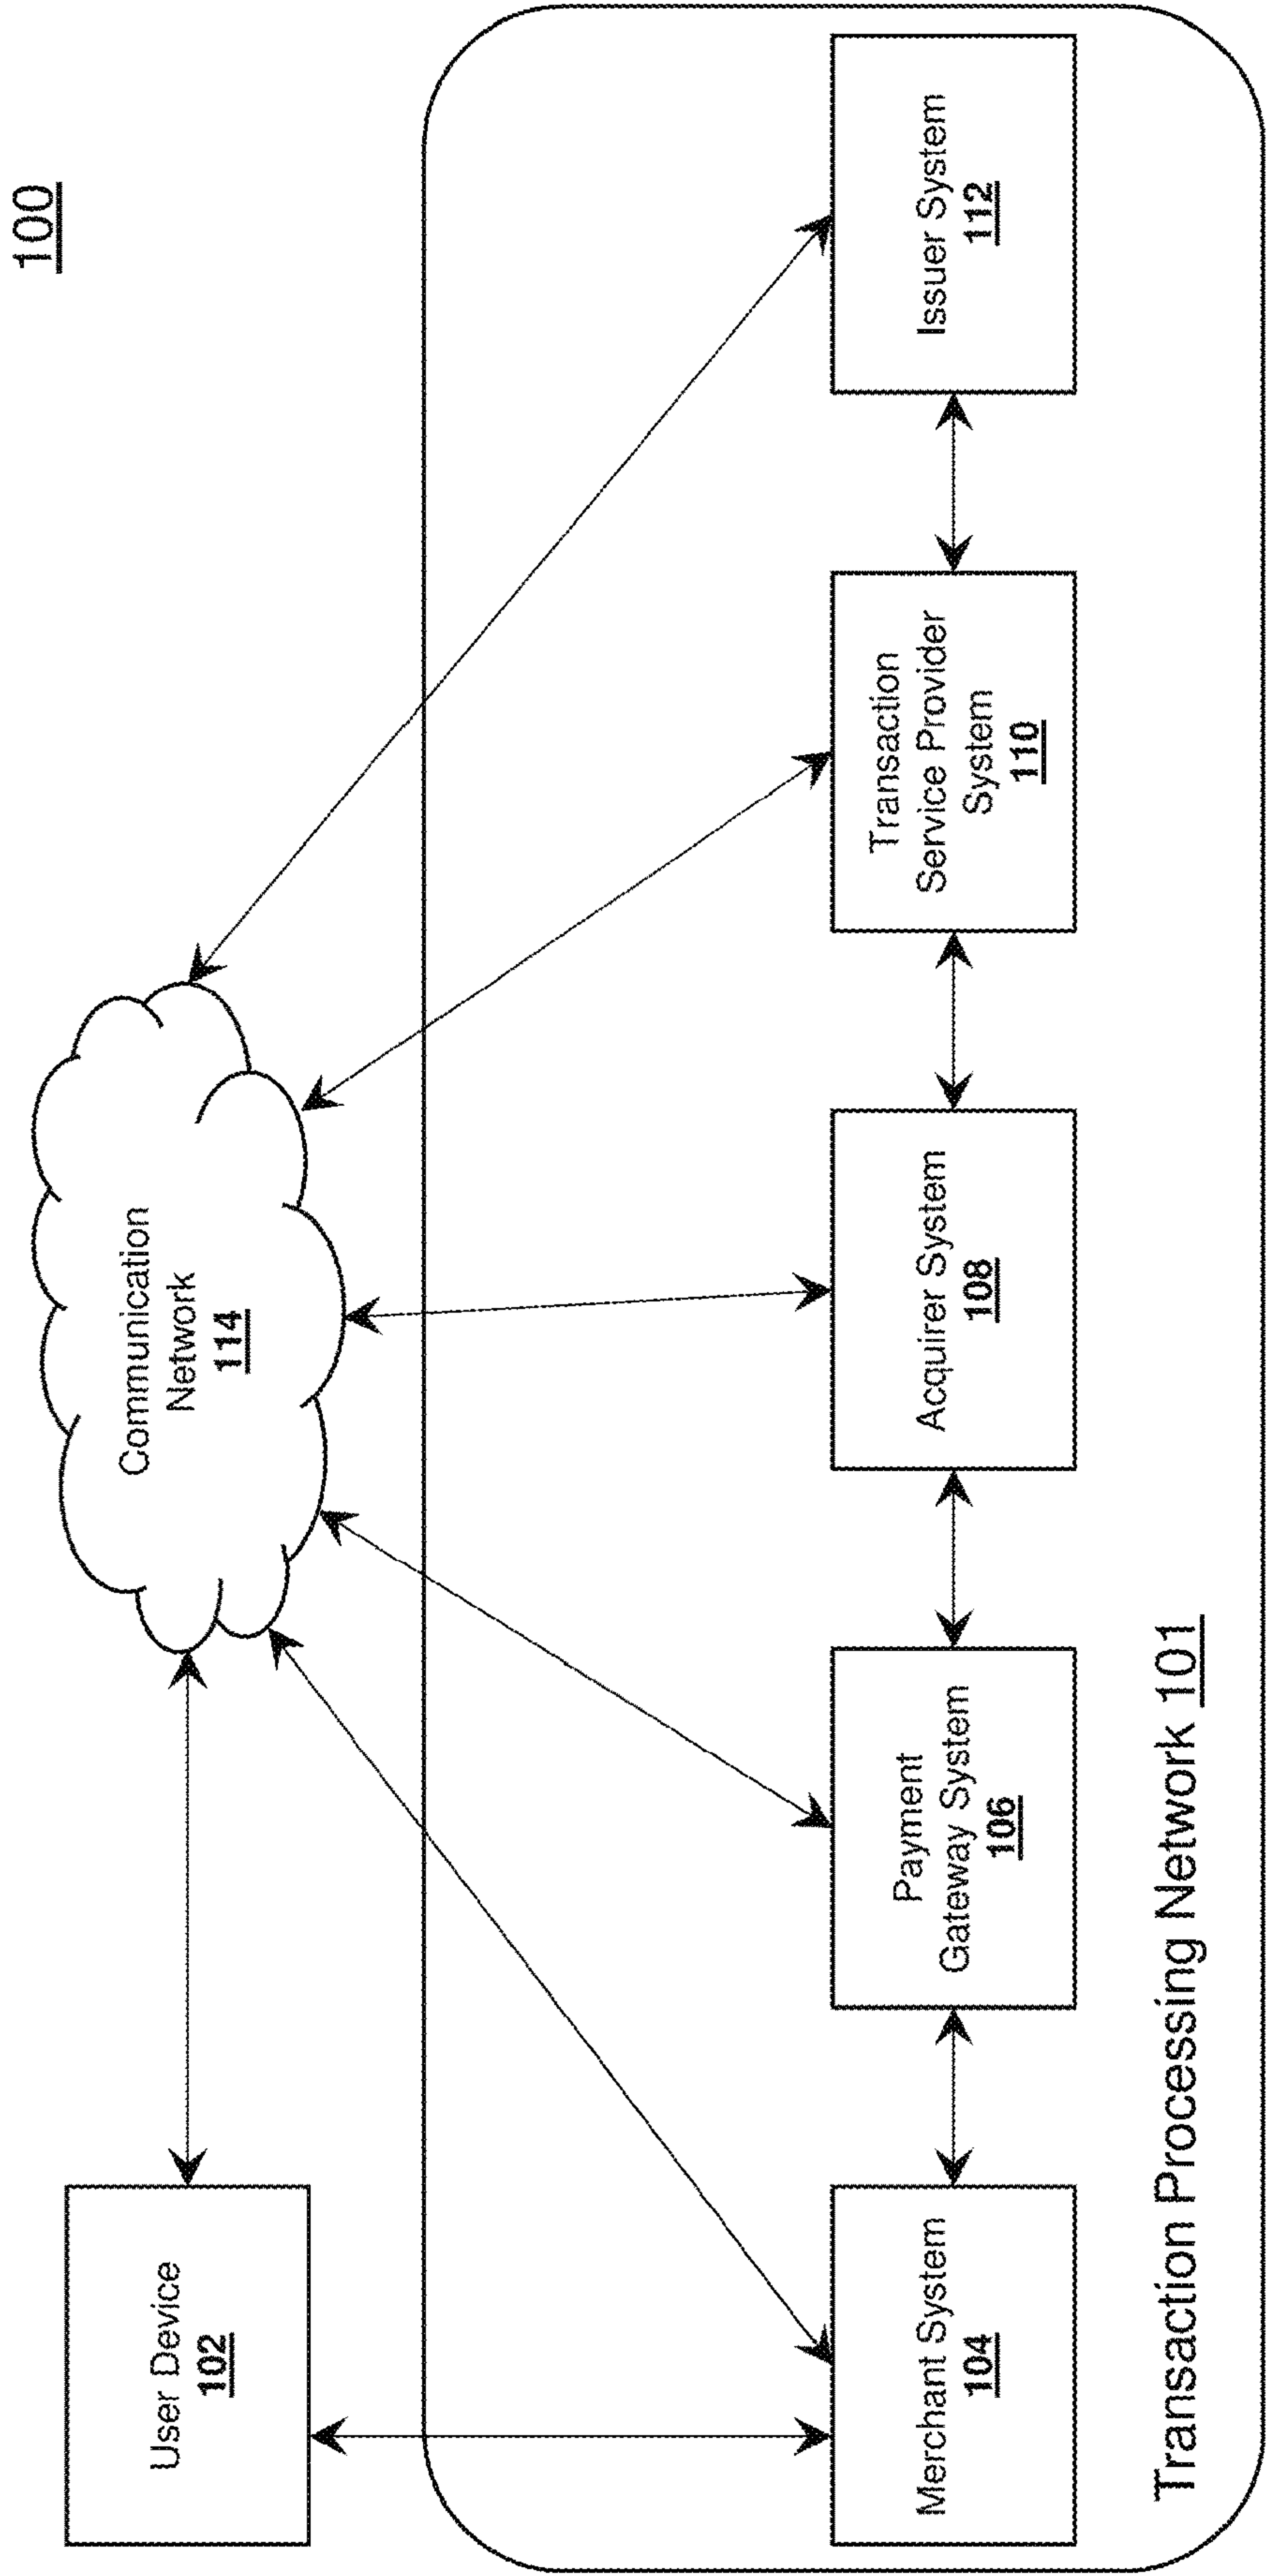 100
Communication
Network
114
User Device
102
Merchant System
104
Payment
Gateway System
106
Acquirer System
108
Transaction
Service Provider
System
110
Issuer System
112
Transaction Processing Network 101